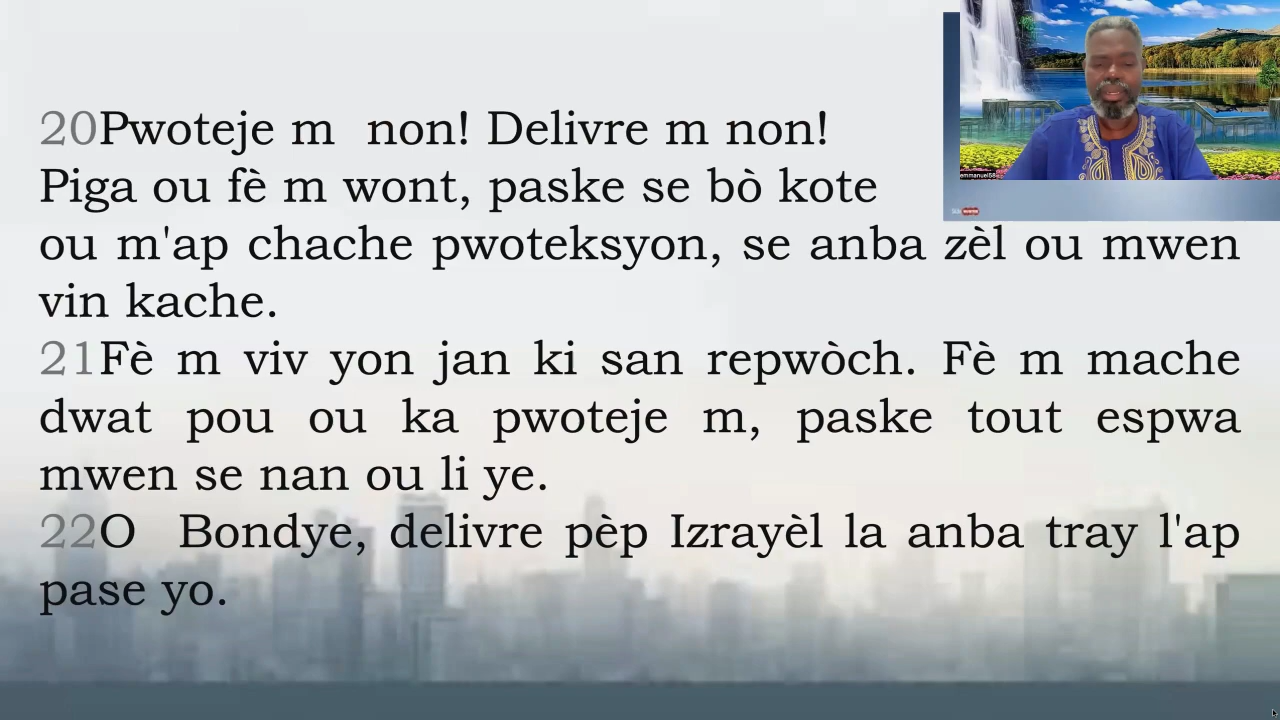 20Pwoteje m non! Delivre m non!
Piga ou fè m wont, paske se bò kote
ou m'ap chache pwoteksyon, se anba zèl ou mwen
vin kache.
21Fè m viv yon jan ki san repwòch. Fè m mache
dwat pou ou ka pwoteje m, paske tout espwa
mwen se nan ou li ye.
22O Bondye, delivre pèp Izrayèl la anba tray l'ap
pase yo.